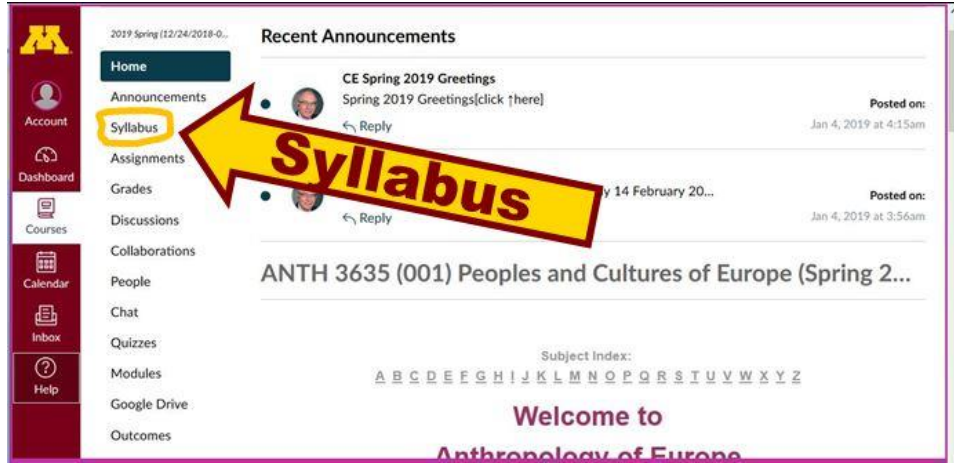 Account
Dashboard
Courses
Calendar
Inbox
Help
2019 Spring (12/24/2018-0...
Home
Announcements
Syllabus
Assignments
Grades
Discussions
Collaborations
People
Chat
Quizzes
Modules
Google Drive
Outcomes
Recent Announcements
CE Spring 2019 Greetings
Spring 2019 Greetings[click ↑here]
Reply
Posted on:
Jan 4, 2019 at 4:15am
Syllabus
14 February 20...
Reply
Posted on:
Jan 4, 2019 at 3:56am
ANTH 3635 (001) Peoples and Cultures of Europe (Spring 2...
Subject Index:
A B C D E F G H I J K L M N O P Q R S T U V W X Y Z
Welcome to
Anthropology of Europe